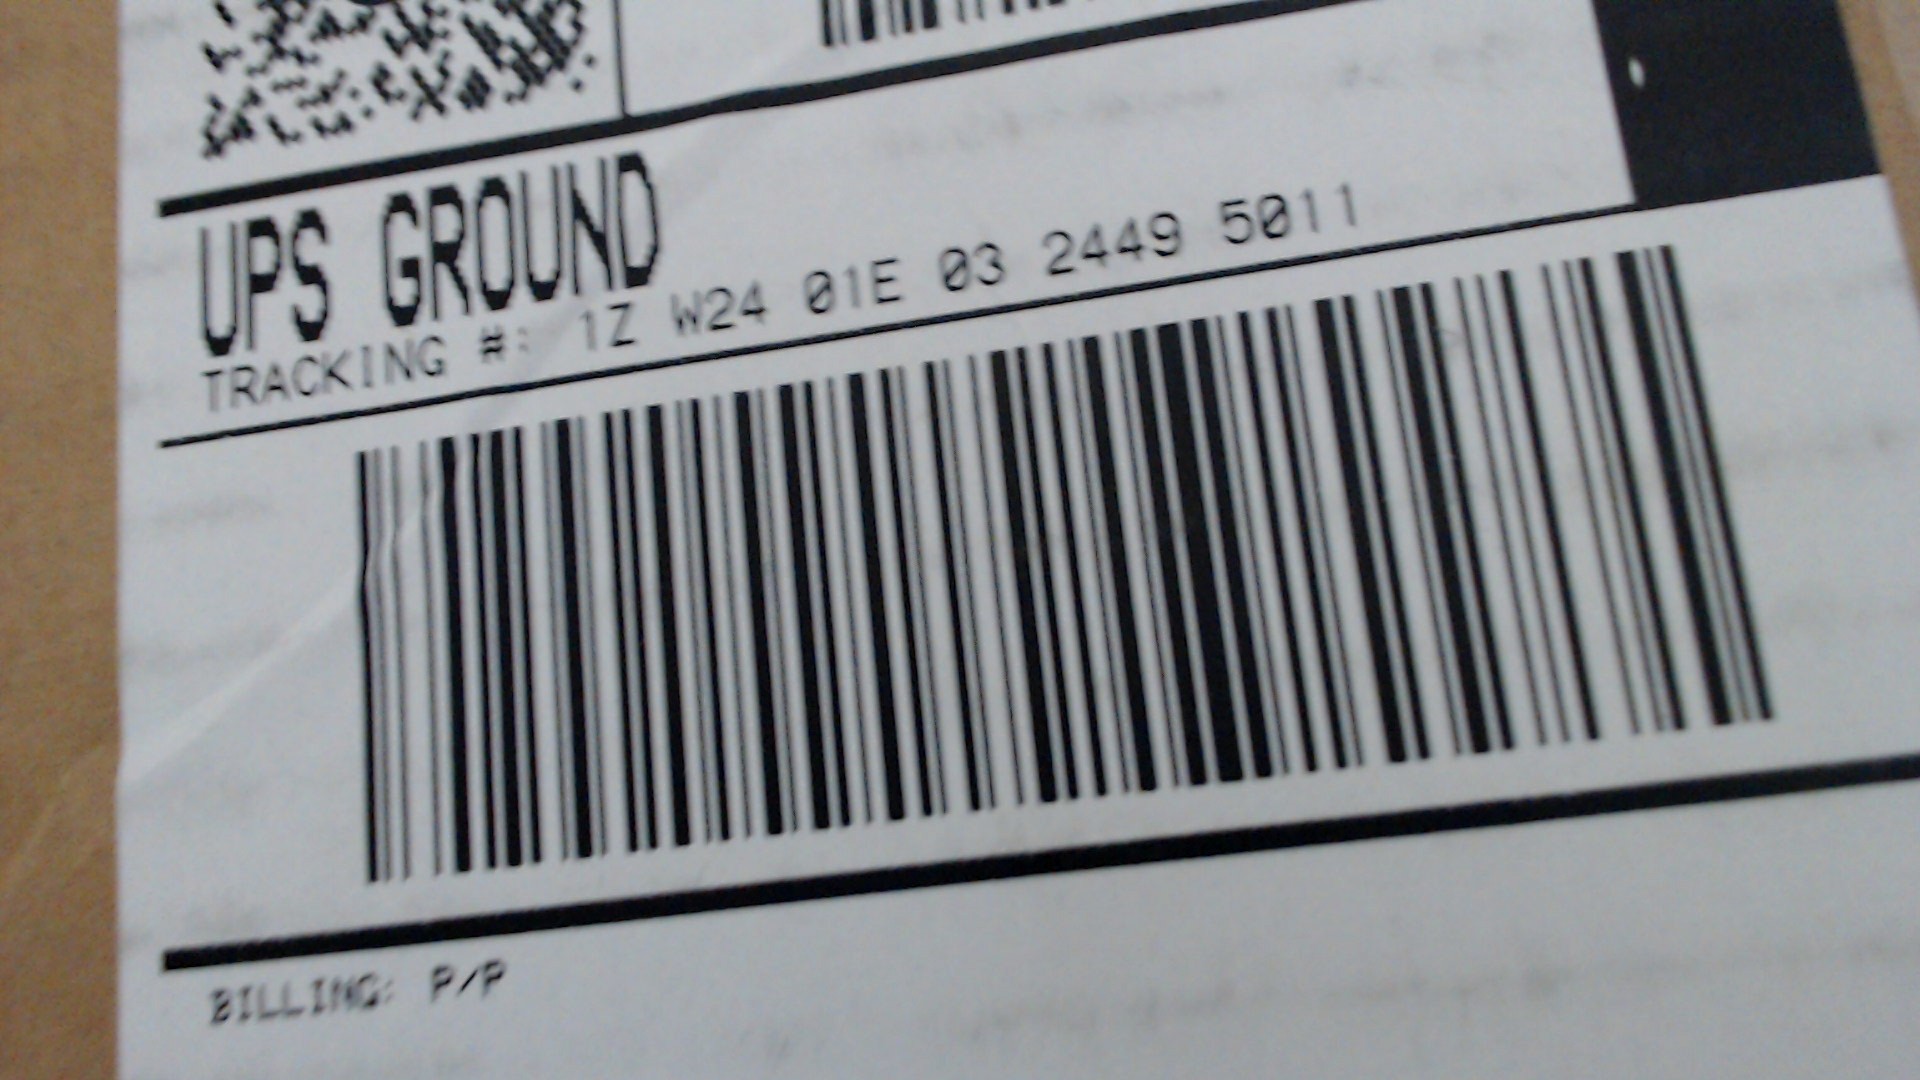 UPS GROUND
TRACKING #: 1Z W24 01E 03 2449 5011
BILLING: P/P